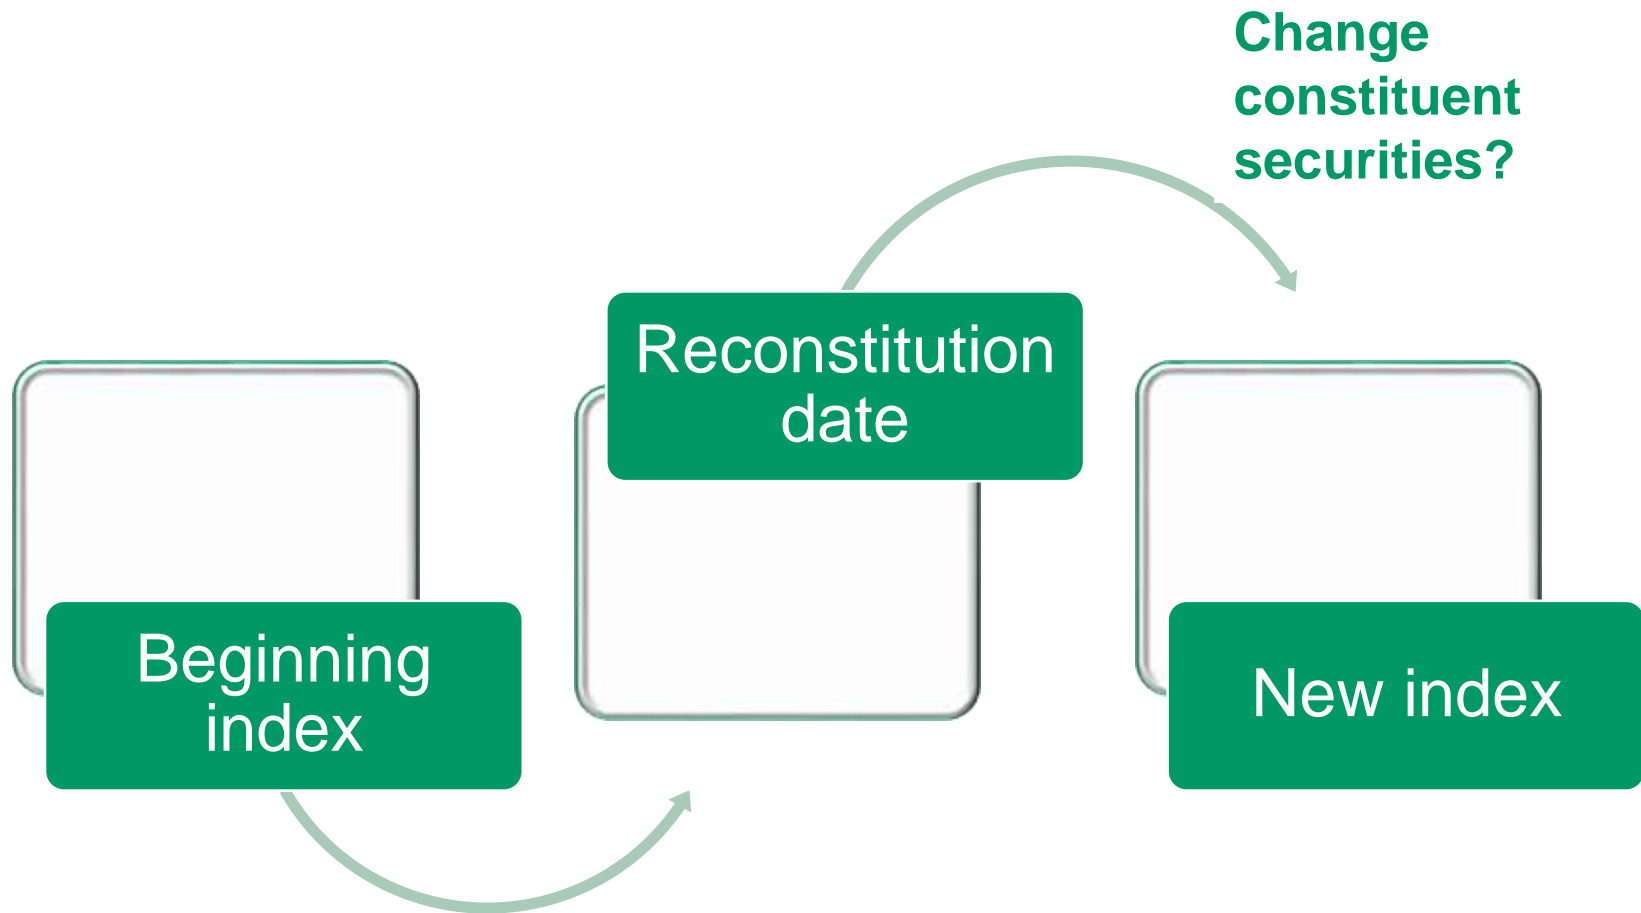 Change
constituent
securities?
Reconstitution
date
Beginning
index
New index